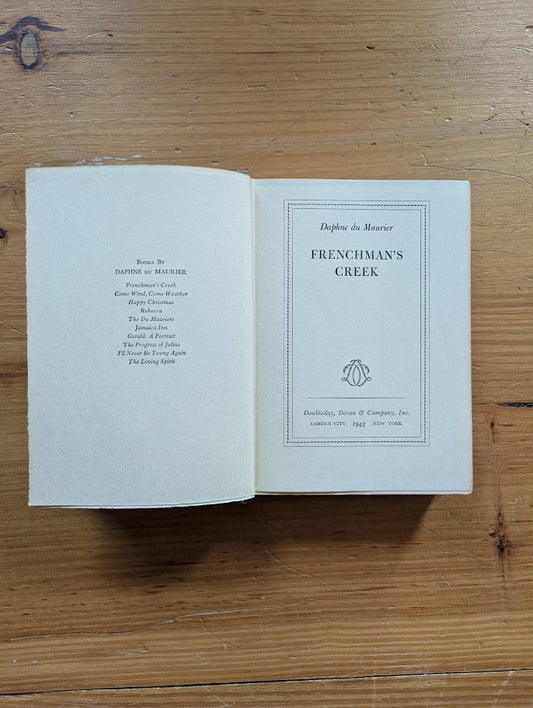 Books By
DAPHNE DU MAURIER
Frenchman's Creek
Come Wind, Come Weather
Happy Christmas
Rebecca
The Du Mauriers
Jamaica Inn
Gerald: A Portrait
The Progress of Julius
I'll Never Be Young Again
The Loving Spirit
Daphne du Maurier
FRENCHMAN'S
CREEK
Doubleday, Doran & Company, Inc.
GARDEN CITY 1942 NEW YORK